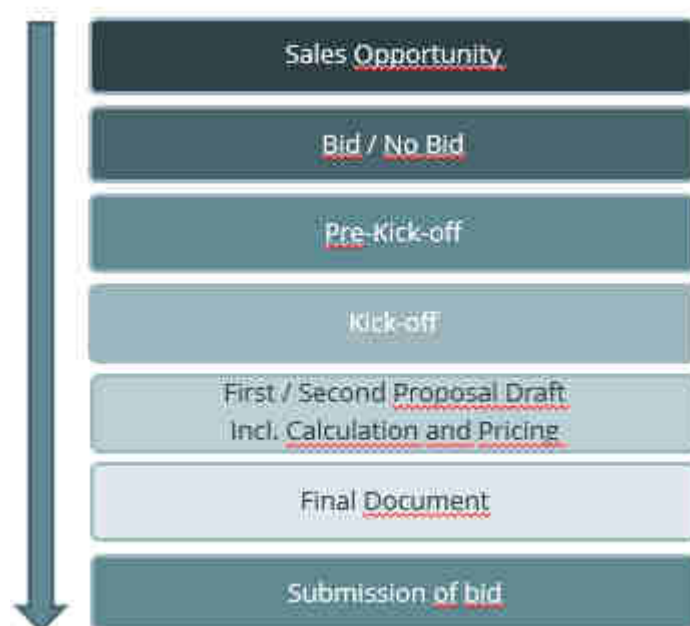 Sales Opportunity
Bid / No Bid
Pre-Kick-off
Kick-off
First / Second Proposal Draft
Incl. Calculation and Pricing
Final Document
Submission of bid